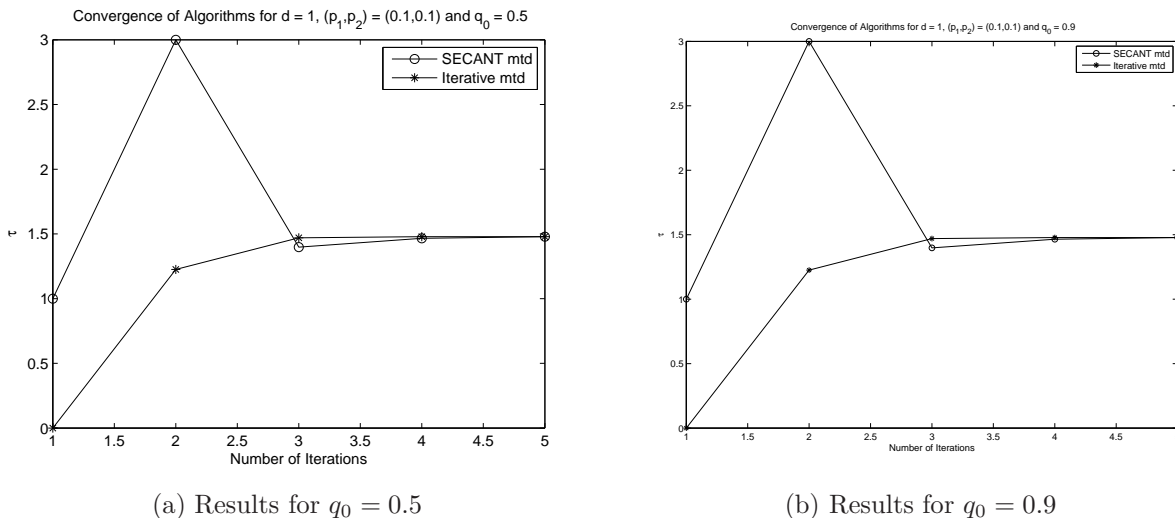 Convergence of Algorithms for d = 1, (p1,p2) = (0.1,0.1) and q0 = 0.5
3
2.5
2
1.5
1
0.5
0
τ
SECANT mtd
Iterative mtd
1 1.5 2 2.5 3 3.5 4 4.5 5
Number of Iterations
(a) Results for q0 = 0.5
Convergence of Algorithms for d = 1, (p1,p2) = (0.1,0.1) and q0 = 0.9
3
2.5
2
1.5
1
0.5
0
τ
SECANT mtd
Iterative mtd
1 1.5 2 2.5 3 3.5 4 4.5
Number of Iterations
(b) Results for q0 = 0.9